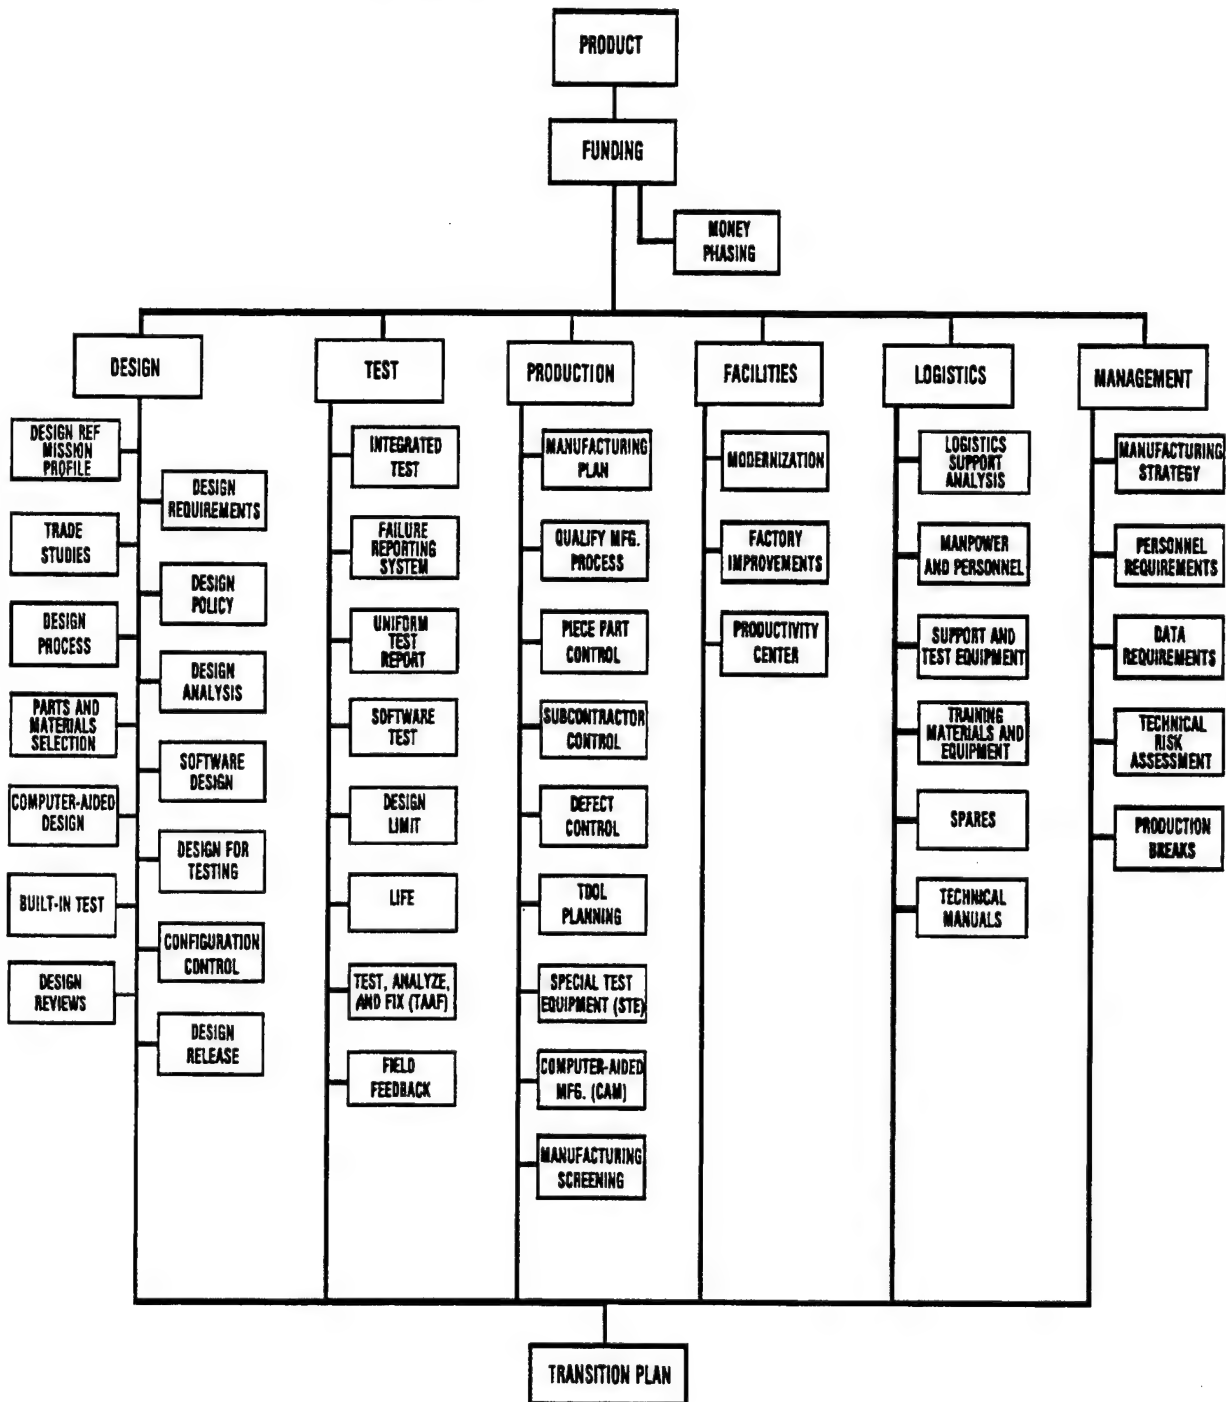 PRODUCT
FUNDING
MONEY
PHASING
DESIGN
TEST
PRODUCTION
FACILITIES
LOGISTICS
MANAGEMENT
DESIGN REF
MISSION
PROFILE
DESIGN
REQUIREMENTS
TRADE
STUDIES
DESIGN
POLICY
DESIGN
PROCESS
DESIGN
ANALYSIS
PARTS AND
MATERIALS
SELECTION
SOFTWARE
DESIGN
COMPUTER-AIDED
DESIGN
DESIGN FOR
TESTING
BUILT-IN TEST
CONFIGURATION
CONTROL
DESIGN
REVIEWS
DESIGN
RELEASE
INTEGRATED
TEST
FAILURE
REPORTING
SYSTEM
UNIFORM
TEST
REPORT
SOFTWARE
TEST
DESIGN
LIMIT
LIFE
TEST, ANALYZE,
AND FIX (TAAF)
FIELD
FEEDBACK
MANUFACTURING
PLAN
QUALIFY MFG.
PROCESS
PIECE PART
CONTROL
SUBCONTRACTOR
CONTROL
DEFECT
CONTROL
TOOL
PLANNING
SPECIAL TEST
EQUIPMENT (STE)
COMPUTER-AIDED
MFG. (CAM)
MANUFACTURING
SCREENING
MODERNIZATION
FACTORY
IMPROVEMENTS
PRODUCTIVITY
CENTER
LOGISTICS
SUPPORT
ANALYSIS
MANPOWER
AND PERSONNEL
SUPPORT AND
TEST EQUIPMENT
TRAINING
MATERIALS AND
EQUIPMENT
SPARES
TECHNICAL
MANUALS
MANUFACTURING
STRATEGY
PERSONNEL
REQUIREMENTS
DATA
REQUIREMENTS
TECHNICAL
RISK
ASSESSMENT
PRODUCTION
BREAKS
TRANSITION PLAN